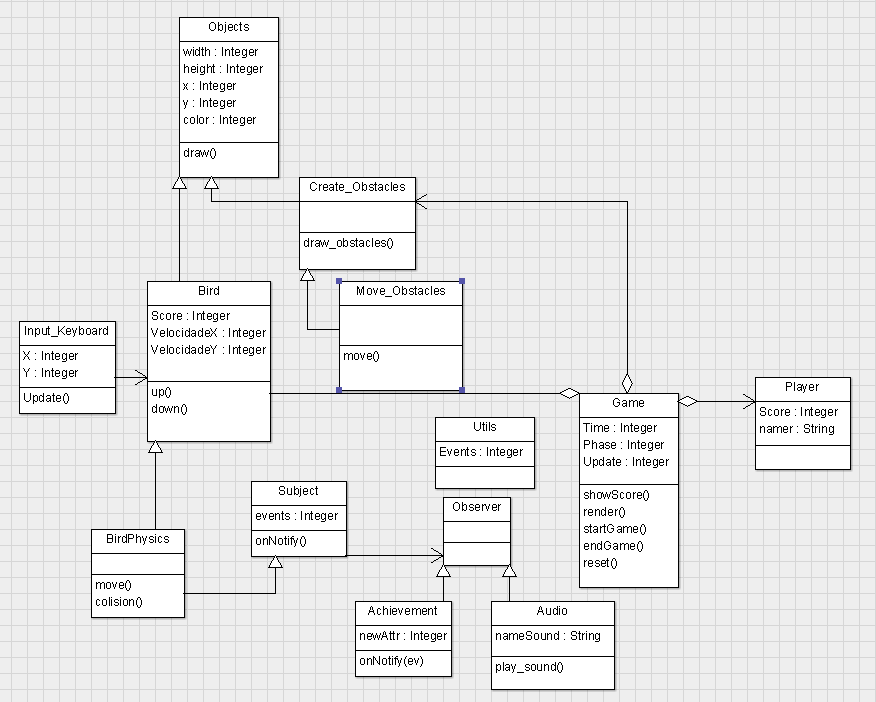 Objects
width : Integer
height : Integer
x : Integer
y : Integer
color : Integer
draw()
Create_Obstacles
draw_obstacles()
Bird
Score : Integer
VelocidadeX : Integer
VelocidadeY : Integer
up()
down()
Move_Obstacles
move()
Input_Keyboard
X : Integer
Y : Integer
Update()
Game
Time : Integer
Phase : Integer
Update : Integer
showScore()
render()
startGame()
endGame()
reset()
Player
Score : Integer
namer : String
Utils
Events : Integer
Subject
events : Integer
onNotify()
Observer
BirdPhysics
move()
colision()
Achievement
newAttr : Integer
onNotify(ev)
Audio
nameSound : String
play_sound()